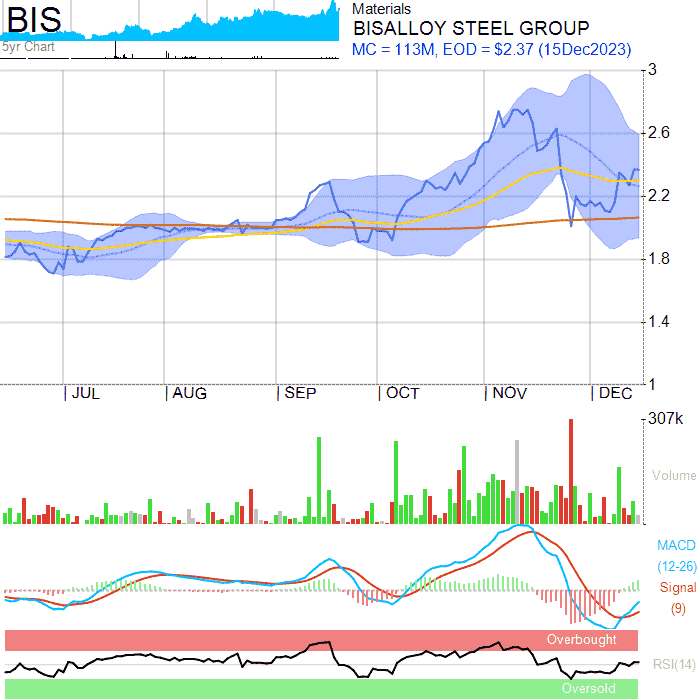 BIS
5yr Chart
Materials
BISALLOY STEEL GROUP
MC = 113M, EOD = $2.37 (15Dec2023)
3
2.6
2.2
1.8
1.4
1
JUL
AUG
SEP
OCT
NOV
DEC
307k
Volume
MACD
(12-26)
Signal
(9)
Overbought
RSI(14)
Oversold